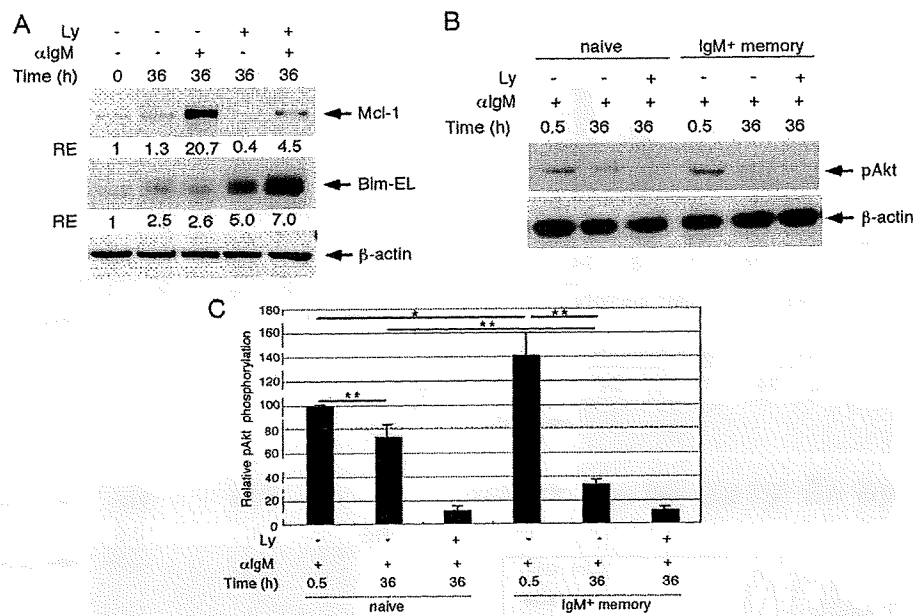 A
Ly - - - + +
αIgM - - + - +
Time (h) 0 36 36 36 36
Mcl-1
RE 1 1.3 20.7 0.4 4.5
Bim-EL
RE 1 2.5 2.6 5.0 7.0
β-actin
B
naive IgM+ memory
Ly - - + - - +
αIgM + + + + + +
Time (h) 0.5 36 36 0.5 36 36
pAkt
β-actin
C
Relative pAkt phosphorylation
180
160
140
120
100
80
60
40
20
0
* **
**
**
Ly - - + - - +
αIgM + + + + + +
Time (h) 0.5 36 36 0.5 36 36
naive IgM+ memory